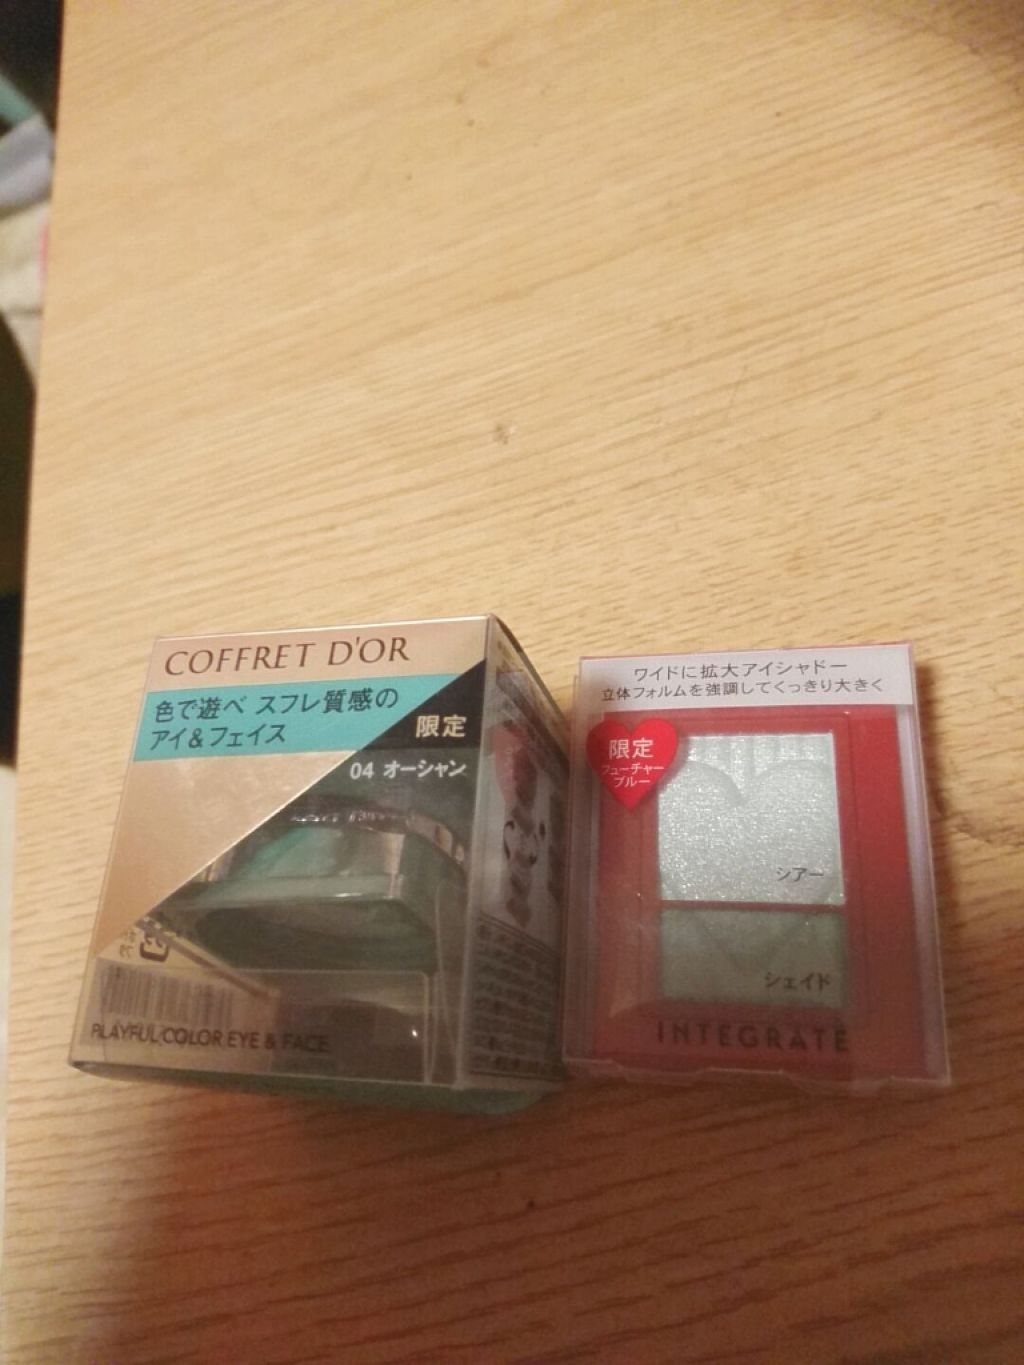 COFFRET D'OR
色で遊べ スフレ質感の
アイ&フェイス
限定
04 オーシャン
PLAYFUL COLOR EYE & FACE
ワイドに拡大アイシャドー
立体フォルムを強調してくっきり大きく
限定
フューチャー
ブルー
シアー
シェイド
INTEGRATE